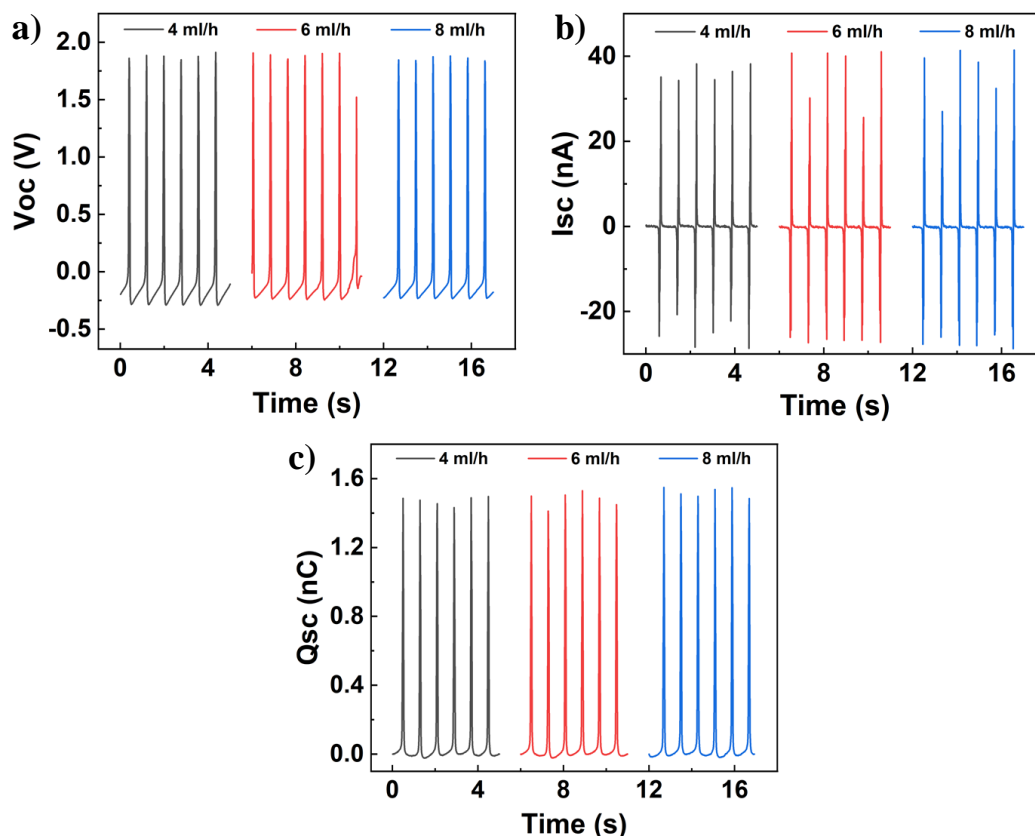 a)
4 ml/h 6 ml/h 8 ml/h
2.0
1.5
1.0
0.5
0.0
-0.5
Voc (V)
0 4 8 12 16
Time (s)
b)
4 ml/h 6 ml/h 8 ml/h
40
20
0
-20
Isc (nA)
0 4 8 12 16
Time (s)
c)
4 ml/h 6 ml/h 8 ml/h
1.6
1.2
0.8
0.4
0.0
Qsc (nC)
0 4 8 12 16
Time (s)